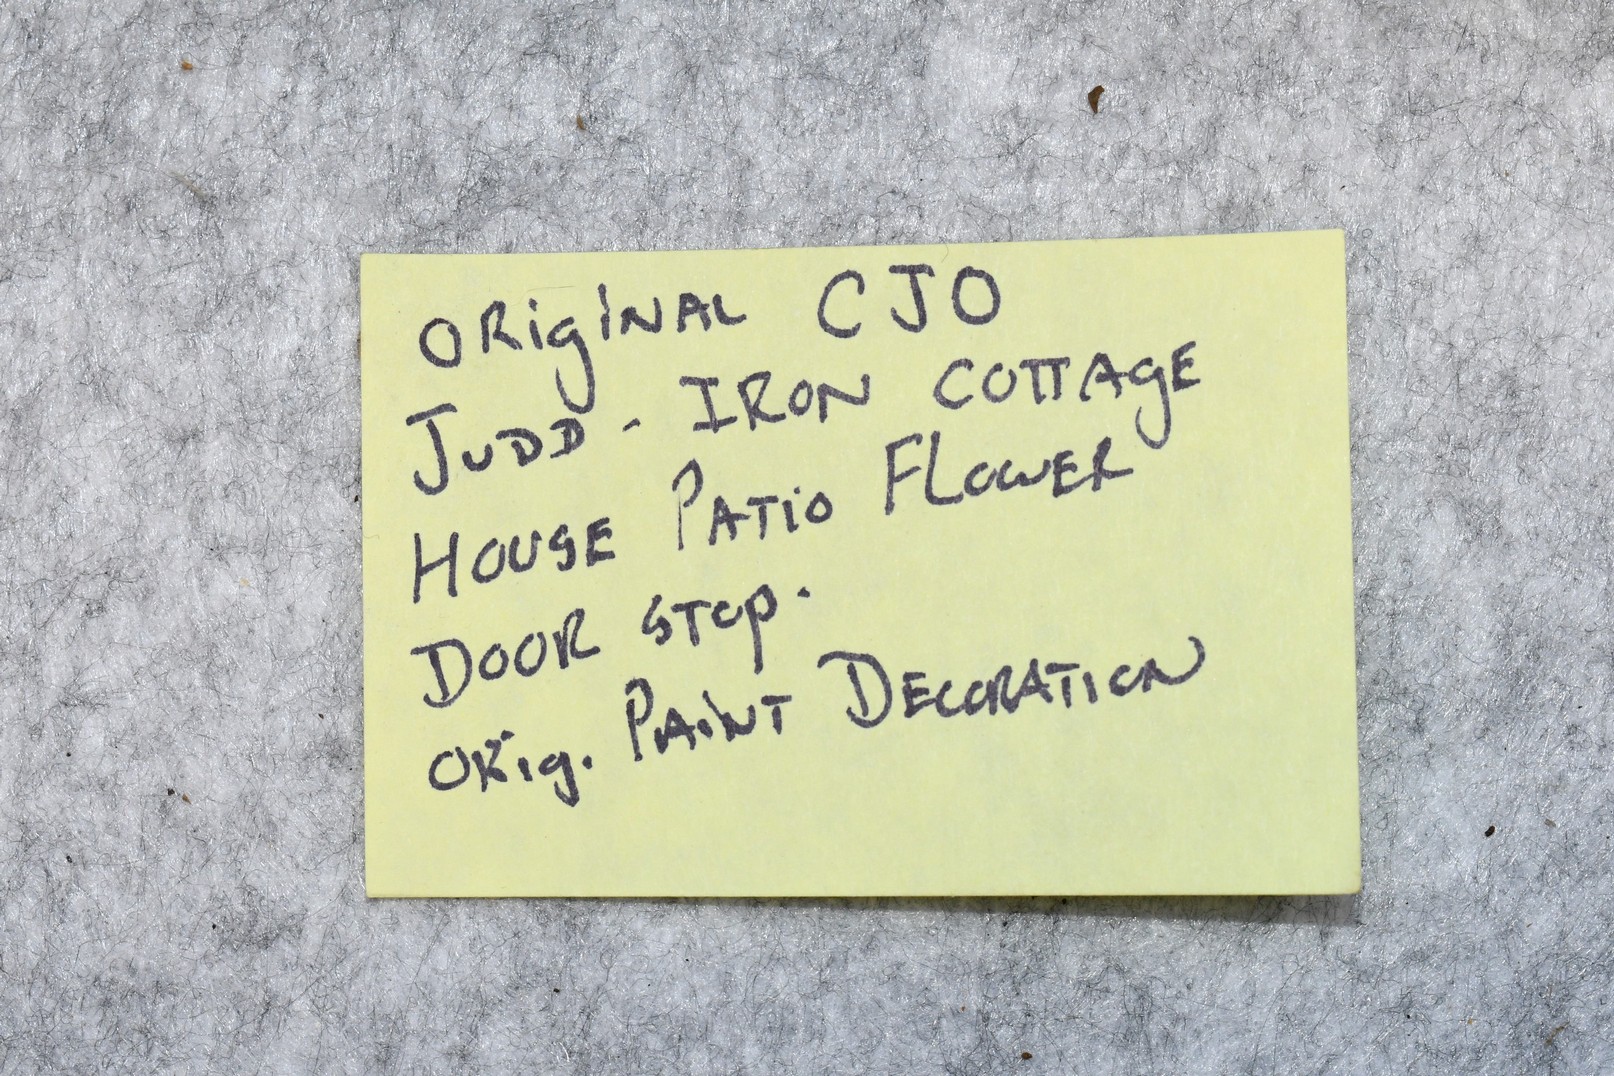 ORigiNAL CJO
JUDD - IRON COTTAgE
HOUSE PATiO FLOWER
DOOR STOP.
ORig. PAiNT DECORATION